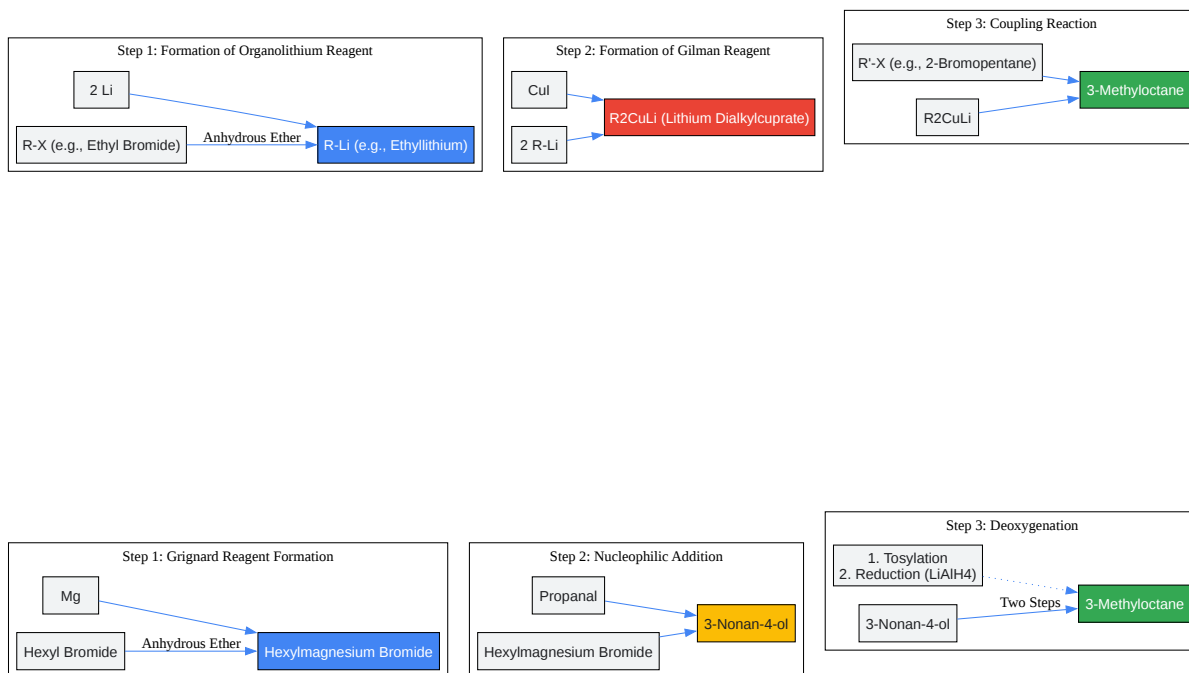 Step 1: Formation of Organolithium Reagent
2 Li
R-X (e.g., Ethyl Bromide)
Anhydrous Ether
R-Li (e.g., Ethyllithium)
Step 2: Formation of Gilman Reagent
CuI
2 R-Li
R2CuLi (Lithium Dialkylcuprate)
Step 3: Coupling Reaction
R'-X (e.g., 2-Bromopentane)
R2CuLi
3-Methyloctane
Step 1: Grignard Reagent Formation
Mg
Hexyl Bromide
Anhydrous Ether
Hexylmagnesium Bromide
Step 2: Nucleophilic Addition
Propanal
Hexylmagnesium Bromide
3-Nonan-4-ol
Step 3: Deoxygenation
1. Tosylation
2. Reduction (LiAlH4)
Two Steps
3-Nonan-4-ol
3-Methyloctane